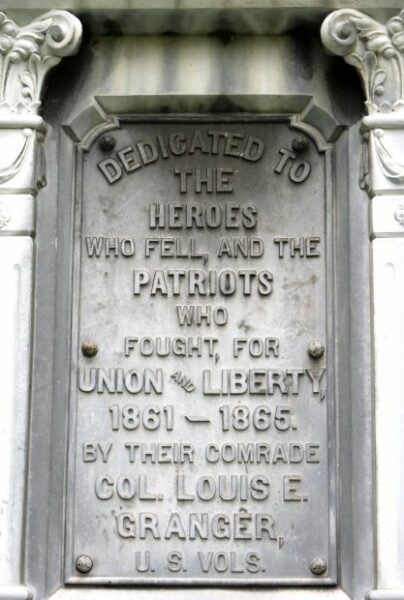 DEDICATED TO
THE
HEROES
WHO FELL, AND THE
PATRIOTS
WHO
FOUGHT, FOR
UNION AND LIBERTY,
1861 — 1865.
BY THEIR COMRADE
COL. LOUIS E.
GRANGER,
U. S. VOLS.